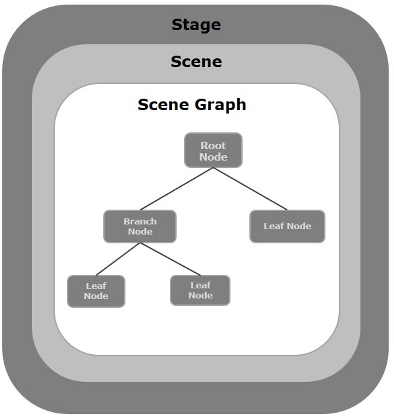 Stage
Scene
Scene Graph
Root
Node
Branch
Node
Leaf Node
Leaf
Node
Leaf
Node